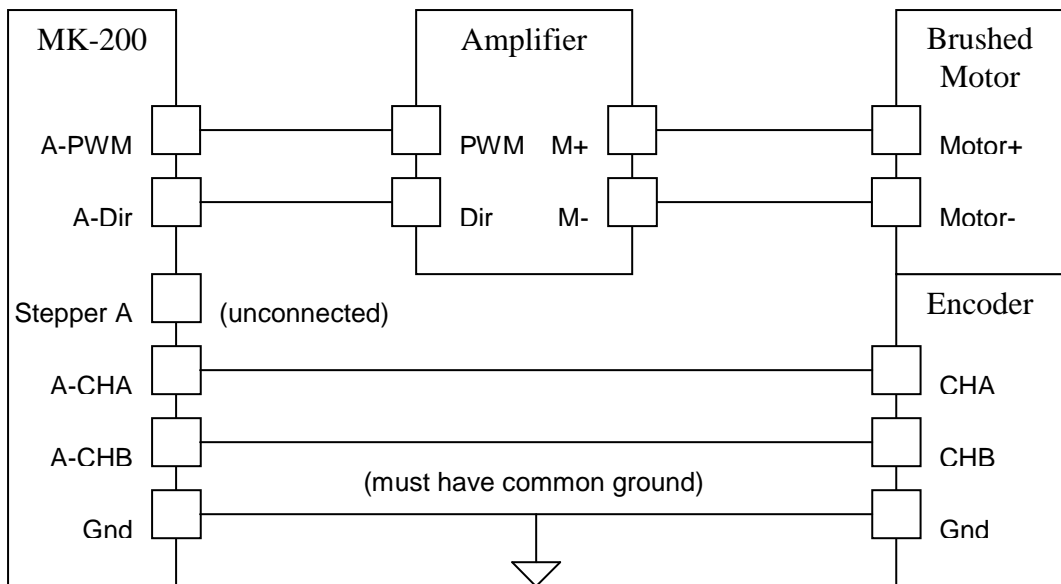 MK-200
Amplifier
Brushed
Motor
A-PWM
PWM
M+
Motor+
A-Dir
Dir
M-
Motor-
Stepper A
(unconnected)
Encoder
A-CHA
CHA
A-CHB
CHB
(must have common ground)
Gnd
Gnd